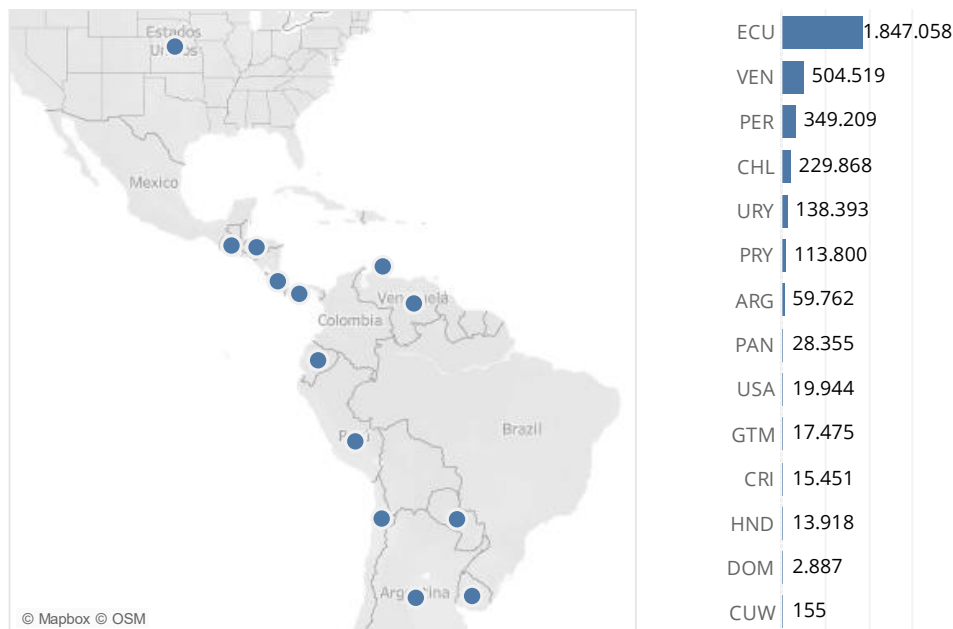 Estados
Unidos
Mexico
Venezuela
Colombia
Perú
Brazil
Argentina
© Mapbox © OSM
ECU 1.847.058
VEN 504.519
PER 349.209
CHL 229.868
URY 138.393
PRY 113.800
ARG 59.762
PAN 28.355
USA 19.944
GTM 17.475
CRI 15.451
HND 13.918
DOM 2.887
CUW 155